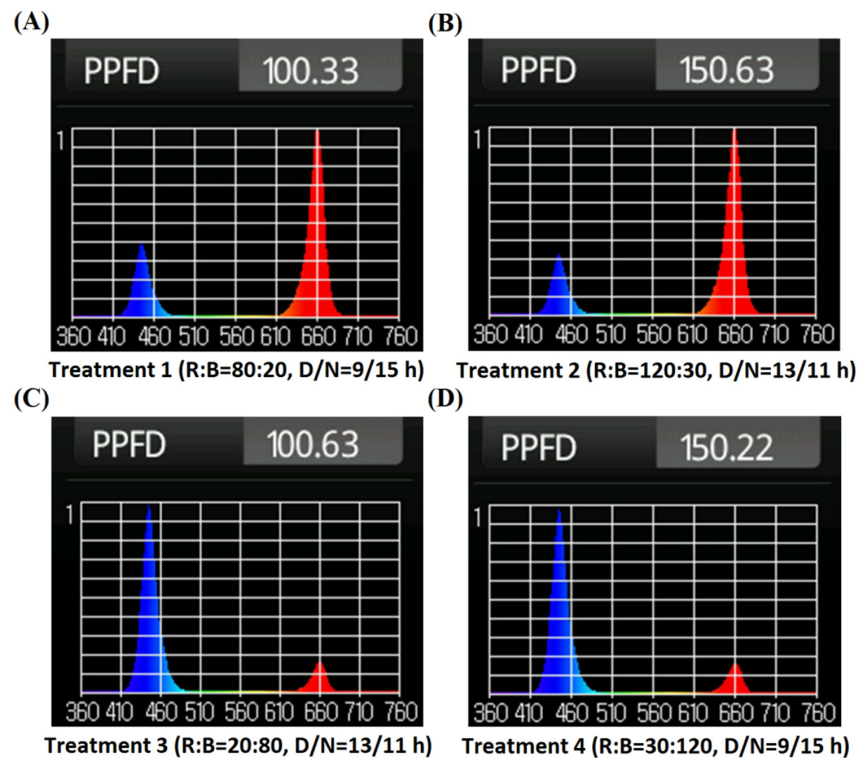 (A)
PPFD 100.33
1
360 410 460 510 560 610 660 710 760
Treatment 1 (R:B=80:20, D/N=9/15 h)
(B)
PPFD 150.63
1
360 410 460 510 560 610 660 710 760
Treatment 2 (R:B=120:30, D/N=13/11 h)
(C)
PPFD 100.63
1
360 410 460 510 560 610 660 710 760
Treatment 3 (R:B=20:80, D/N=13/11 h)
(D)
PPFD 150.22
1
360 410 460 510 560 610 660 710 760
Treatment 4 (R:B=30:120, D/N=9/15 h)